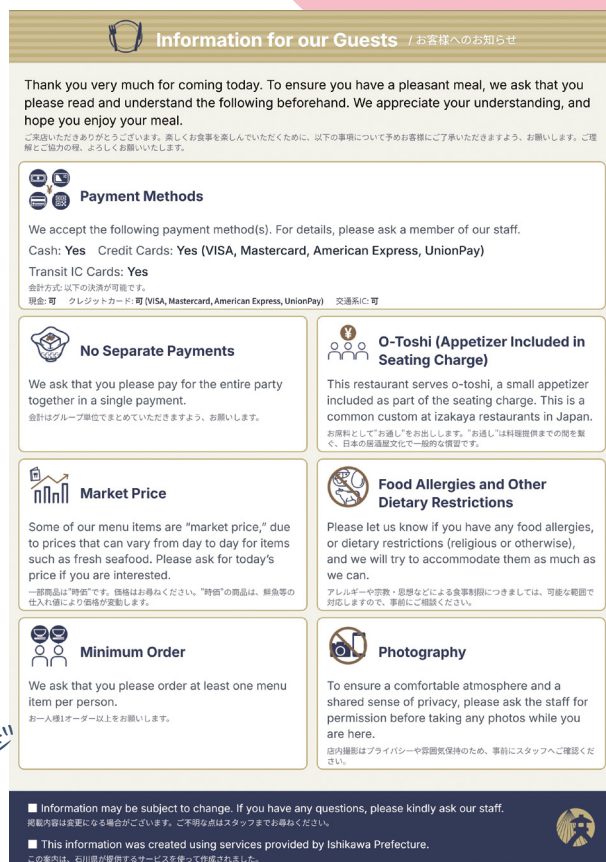 Information for our Guests / お客様へのお知らせ
Thank you very much for coming today. To ensure you have a pleasant meal, we ask that you
please read and understand the following beforehand. We appreciate your understanding, and
hope you enjoy your meal.
ご来店いただきありがとうございます。楽しくお食事を楽しんでいただくために、以下の事項について予めお客様にご了承いただきますよう、お願いします。ご理
解とご協力の程、よろしくお願いいたします。
¥
Payment Methods
We accept the following payment method(s). For details, please ask a member of our staff.
Cash: Yes Credit Cards: Yes (VISA, Mastercard, American Express, UnionPay)
Transit IC Cards: Yes
会計方式: 以下の決済が可能です。
現金: 可 クレジットカード: 可 (VISA, Mastercard, American Express, UnionPay) 交通系IC: 可
No Separate Payments
We ask that you please pay for the entire party
together in a single payment.
会計はグループ単位でまとめていただきますよう、お願いします。
¥
O-Toshi (Appetizer Included in
Seating Charge)
This restaurant serves o-toshi, a small appetizer
included as part of the seating charge. This is a
common custom at izakaya restaurants in Japan.
お席料として"お通し"をお出しします。"お通し"は料理提供までの間を繋
ぐ、日本の居酒屋文化で一般的な慣習です。
Market Price
Some of our menu items are “market price,” due
to prices that can vary from day to day for items
such as fresh seafood. Please ask for today’s
price if you are interested.
一部商品は"時価"です。価格はお尋ねください。"時価"の商品は、鮮魚等の
仕入れ値により価格が変動します。
Food Allergies and Other
Dietary Restrictions
Please let us know if you have any food allergies,
or dietary restrictions (religious or otherwise),
and we will try to accommodate them as much as
we can.
アレルギーや宗教・思想などによる食事制限につきましては、可能な範囲で
対応しますので、事前にご相談ください。
Minimum Order
We ask that you please order at least one menu
item per person.
お一人様1オーダー以上をお願いします。
Photography
To ensure a comfortable atmosphere and a
shared sense of privacy, please ask the staff for
permission before taking any photos while you
are here.
店内撮影はプライバシーや雰囲気保持のため、事前にスタッフへご確認くだ
さい。
■ Information may be subject to change. If you have any questions, please kindly ask our staff.
掲載内容は変更になる場合がございます。ご不明な点はスタッフまでお尋ねください。
■ This information was created using services provided by Ishikawa Prefecture.
この案内は、石川県が提供するサービスを使って作成されました。